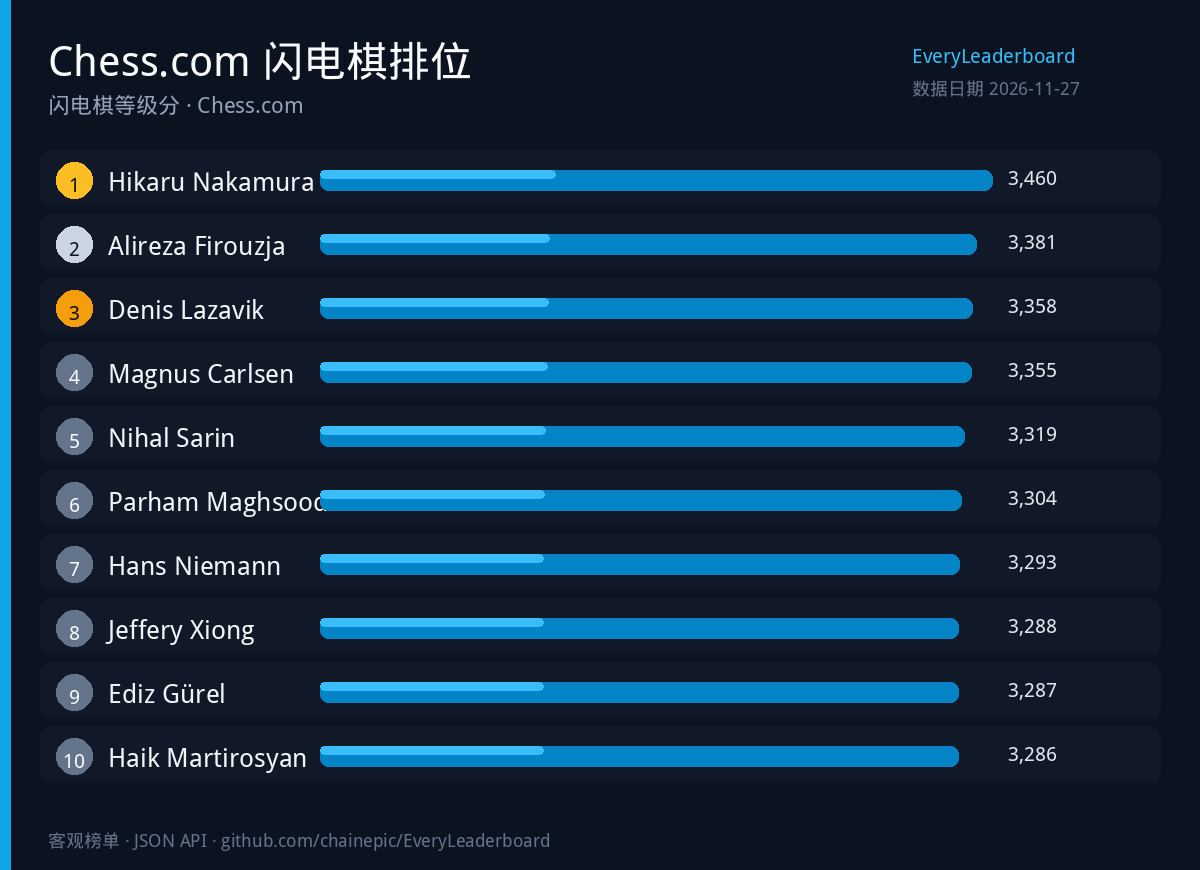 Chess.com 闪电棋排位
闪电棋等级分 · Chess.com
EveryLeaderboard
数据日期 2026-11-27
1 Hikaru Nakamura 3,460
2 Alireza Firouzja 3,381
3 Denis Lazavik 3,358
4 Magnus Carlsen 3,355
5 Nihal Sarin 3,319
6 Parham Maghsood 3,304
7 Hans Niemann 3,293
8 Jeffery Xiong 3,288
9 Ediz Gürel 3,287
10 Haik Martirosyan 3,286
客观榜单 · JSON API · github.com/chainepic/EveryLeaderboard